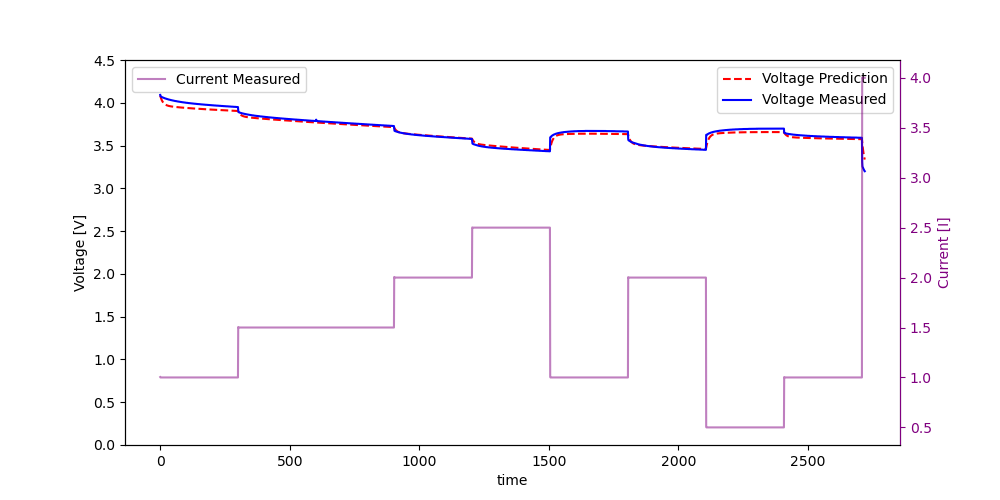 Current Measured
Voltage Prediction
Voltage Measured
4.5
4.0
3.5
3.0
2.5
2.0
1.5
1.0
0.5
0.0
Voltage [V]
4.0
3.5
3.0
2.5
2.0
1.5
1.0
0.5
Current [I]
0 500 1000 1500 2000 2500
time